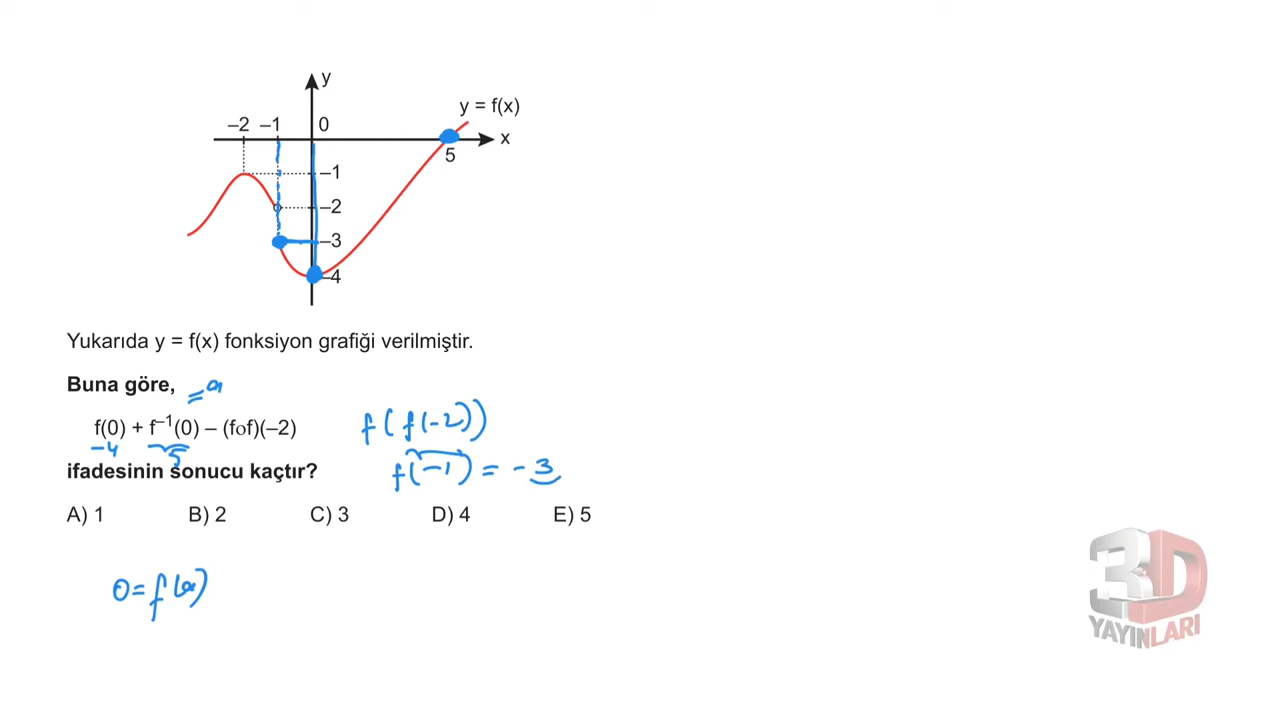 y
y = f(x)
–2 –1 0
x
5
–1
–2
–3
–4
Yukarıda y = f(x) fonksiyon grafiği verilmiştir.
Buna göre,
= a
f(0) + f⁻¹(0) – (fof)(–2)
-4 5
f(f(-2))
ifadesinin sonucu kaçtır?
f(-1) = -3
A) 1 B) 2 C) 3 D) 4 E) 5
0 = f(a)
3D
YAYINLARI